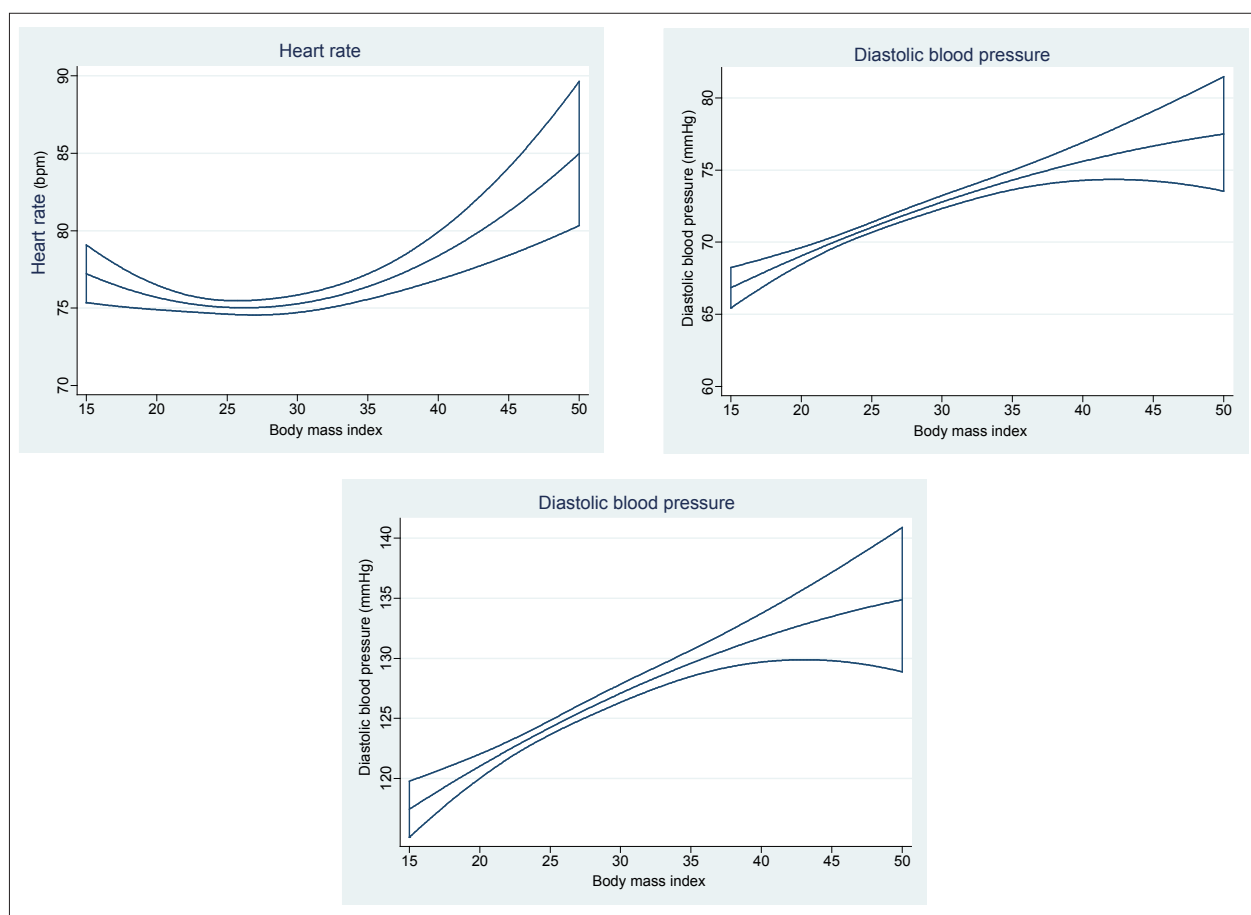 Heart rate
Heart rate (bpm)
90
85
80
75
70
15 20 25 30 35 40 45 50
Body mass index
Diastolic blood pressure
Diastolic blood pressure (mmHg)
80
75
70
65
60
15 20 25 30 35 40 45 50
Body mass index
Diastolic blood pressure
Diastolic blood pressure (mmHg)
140
135
130
125
120
15 20 25 30 35 40 45 50
Body mass index